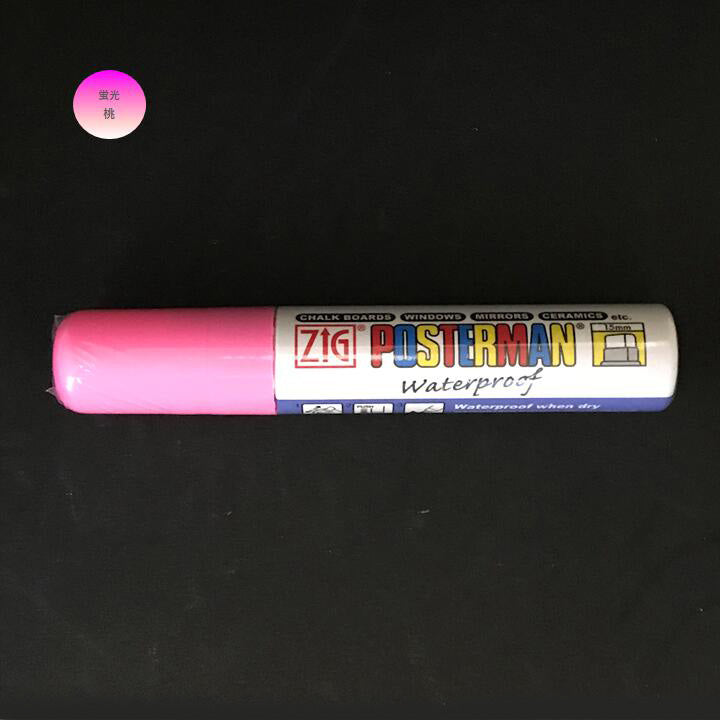 蛍光
桃
CHALK BOARDS WINDOWS MIRRORS CERAMICS etc.
ZIG® POSTERMAN® 15mm
Waterproof
Waterproof when dry